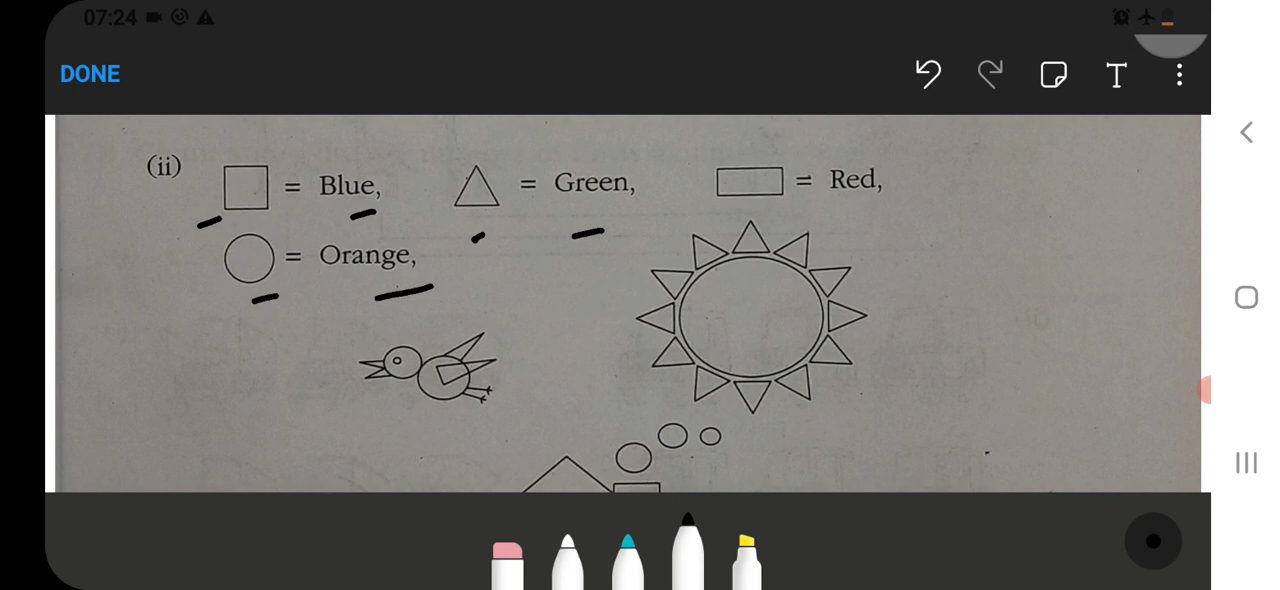 07:24
DONE
T
(ii) = Blue, = Green, = Red,
= Orange,